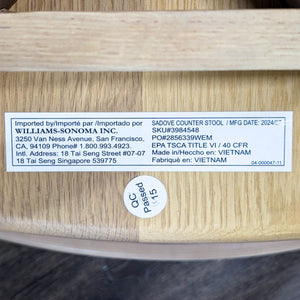 Imported by/Importé par/Importado por
WILLIAMS-SONOMA INC.
3250 Van Ness Avenue, San Francisco,
CA, 94109 Phone# 1.800.993.4923.
Intl. Address: 18 Tai Seng Street #07-07
18 Tai Seng Singapore 539775
SADOVE COUNTER STOOL / MFG DATE: 2024/
SKU#3984548
PO#2856339WEM
EPA TSCA TITLE VI / 40 CFR
Made in/Heccho en: VIETNAM
Fabriqué en: VIETNAM
04-000047-11
QC
Passed
15